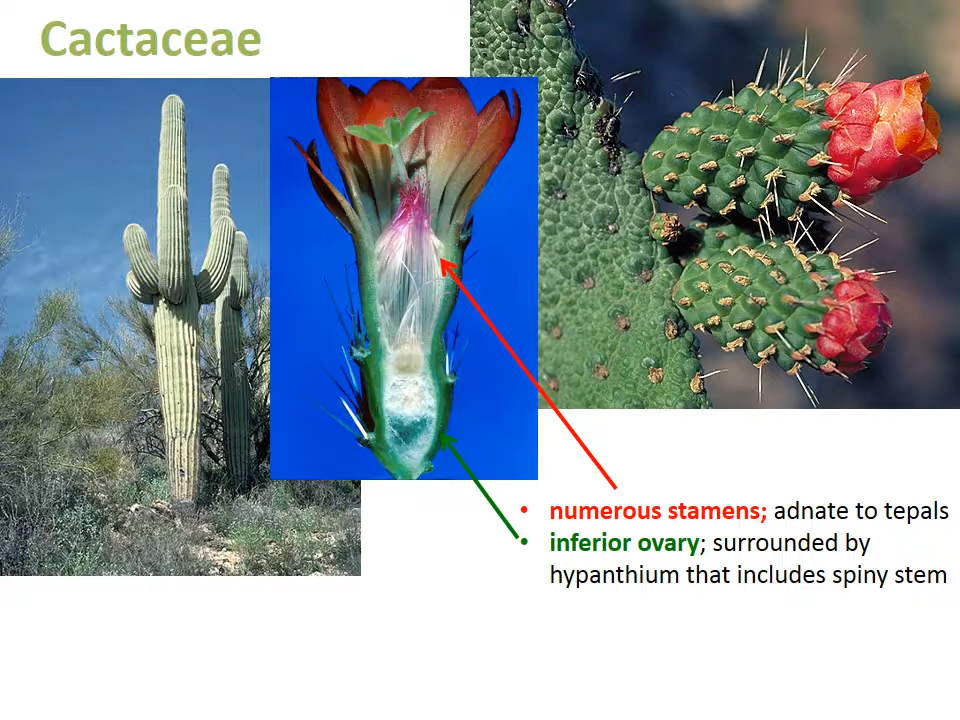 Cactaceae
• numerous stamens; adnate to tepals
• inferior ovary; surrounded by
hypanthium that includes spiny stem